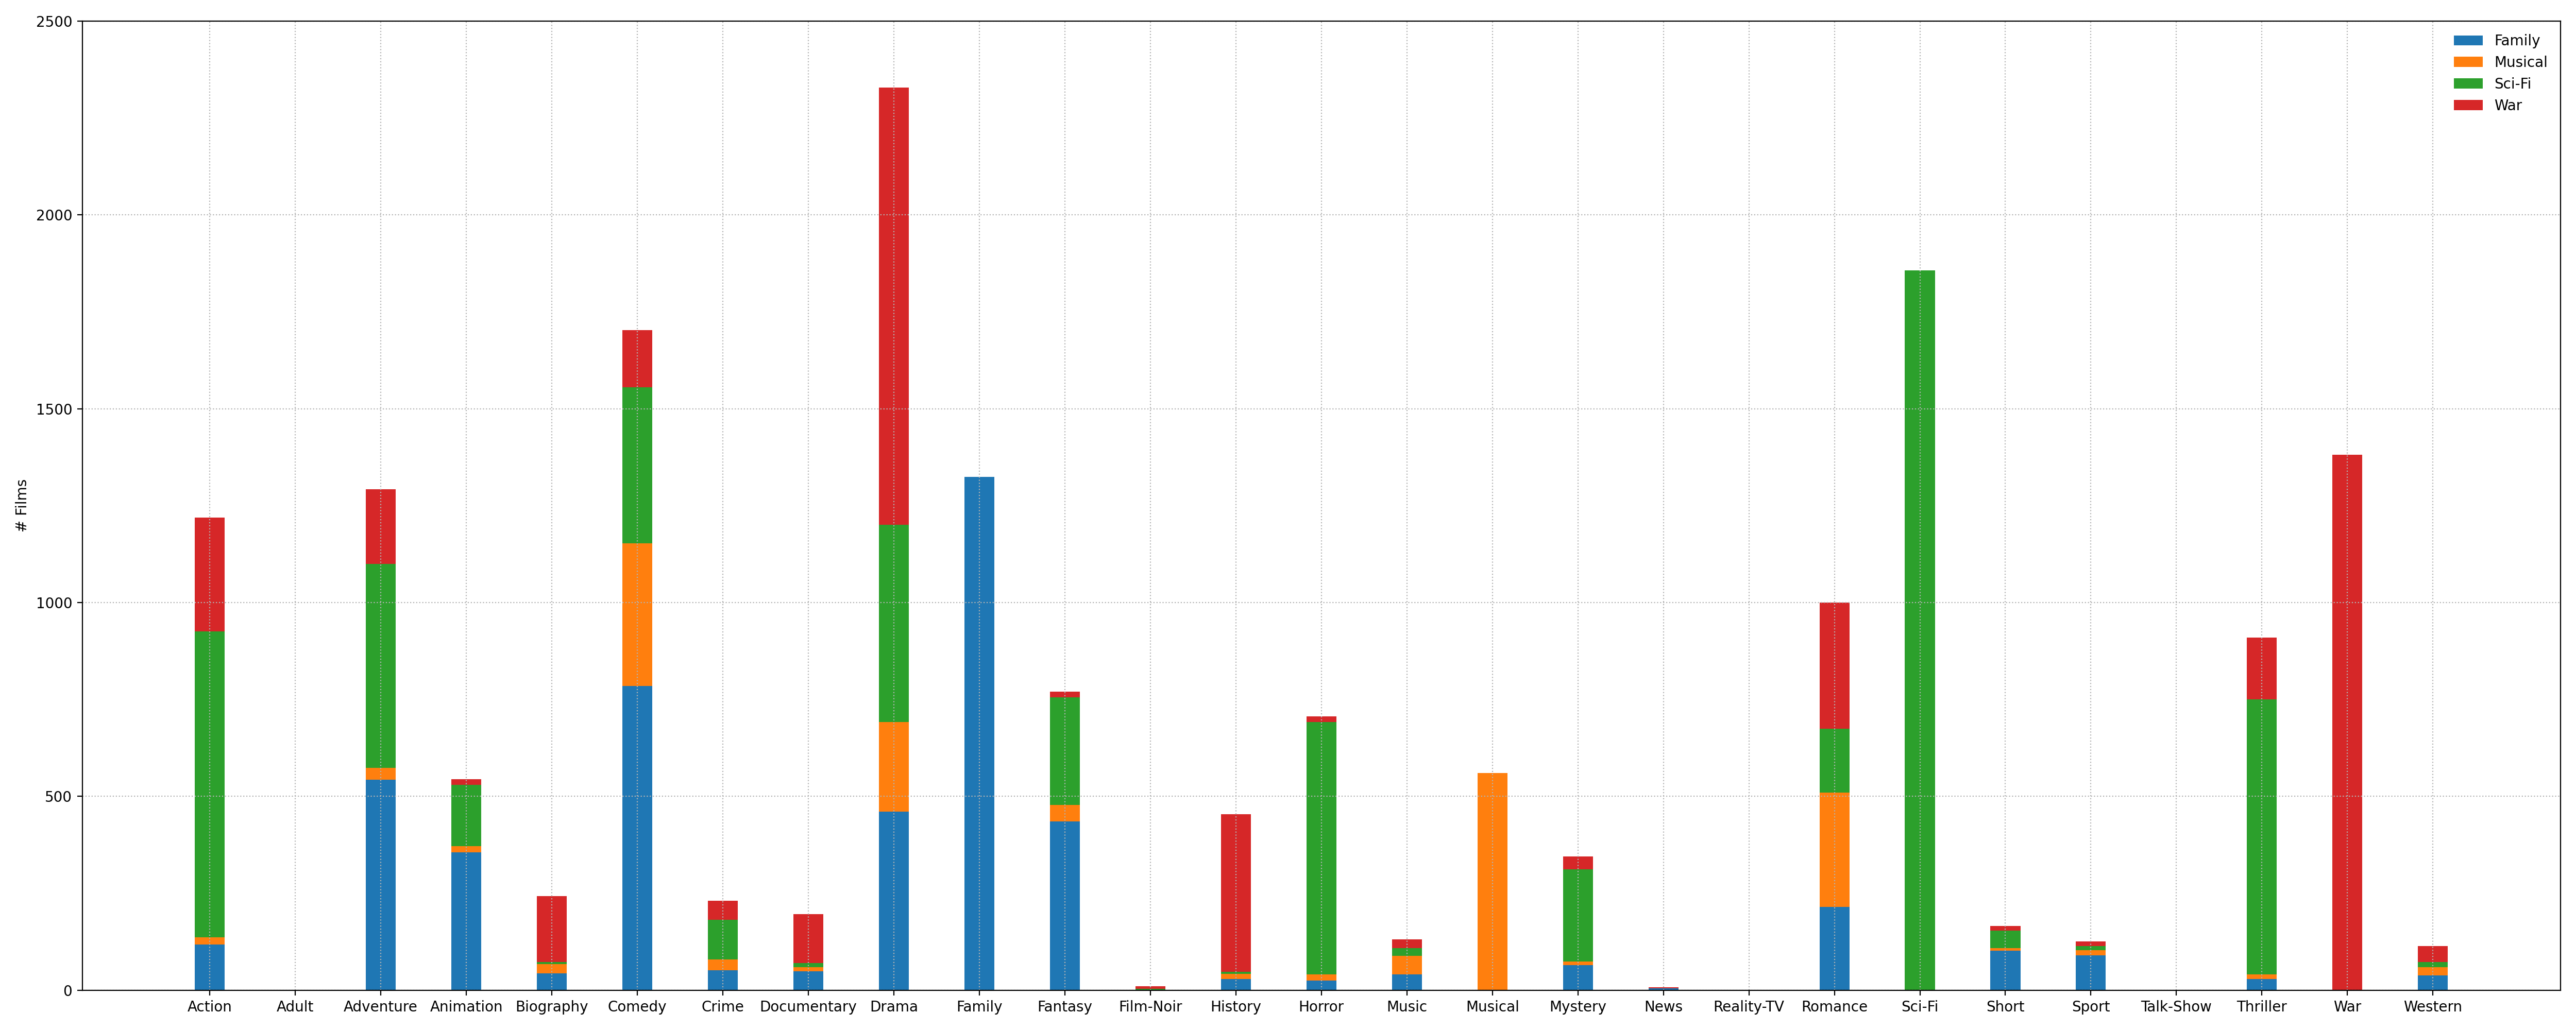 2500
2000
1500
1000
500
0
# Films
Family
Musical
Sci-Fi
War
Action Adult Adventure Animation Biography Comedy Crime Documentary Drama Family Fantasy Film-Noir History Horror Music Musical Mystery News Reality-TV Romance Sci-Fi Short Sport Talk-Show Thriller War Western